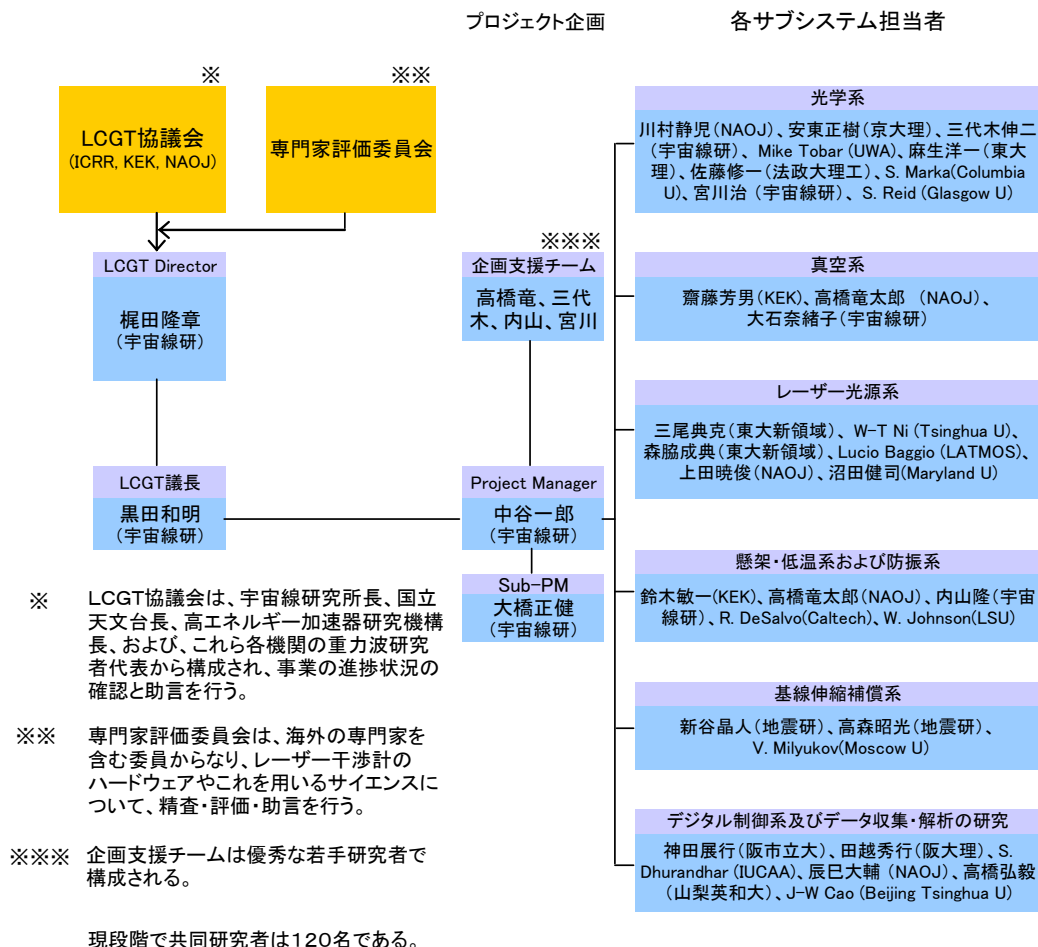 プロジェクト企画
各サブシステム担当者
※
※※
LCGT協議会
(ICRR, KEK, NAOJ)
専門家評価委員会
LCGT Director
梶田隆章
(宇宙線研)
LCGT議長
黒田和明
(宇宙線研)
※※※
企画支援チーム
高橋竜、三代
木、内山、宮川
Project Manager
中谷一郎
(宇宙線研)
Sub-PM
大橋正健
(宇宙線研)
光学系
川村静児(NAOJ)、安東正樹(京大理)、三代木伸二
(宇宙線研)、 Mike Tobar (UWA)、麻生洋一(東大
理)、佐藤修一(法政大理工)、S. Marka(Columbia
U)、宮川治 (宇宙線研)、 S. Reid (Glasgow U)
真空系
齋藤芳男(KEK)、高橋竜太郎 (NAOJ)、
大石奈緒子(宇宙線研)
レーザー光源系
三尾典克(東大新領域)、 W-T Ni (Tsinghua U)、
森脇成典(東大新領域)、Lucio Baggio (LATMOS)、
上田暁俊(NAOJ)、沼田健司(Maryland U)
懸架・低温系および防振系
鈴木敏一(KEK)、高橋竜太郎(NAOJ)、内山隆(宇宙
線研)、R. DeSalvo(Caltech)、W. Johnson(LSU)
基線伸縮補償系
新谷晶人(地震研)、高森昭光(地震研)、
V. Milyukov(Moscow U)
デジタル制御系及びデータ収集・解析の研究
神田展行(阪市立大)、田越秀行(阪大理)、S.
Dhurandhar (IUCAA)、辰巳大輔 (NAOJ)、高橋弘毅
(山梨英和大)、J-W Cao (Beijing Tsinghua U)
※ LCGT協議会は、宇宙線研究所長、国立
天文台長、高エネルギー加速器研究機構
長、および、これら各機関の重力波研究
者代表から構成され、事業の進捗状況の
確認と助言を行う。
※※ 専門家評価委員会は、海外の専門家を
含む委員からなり、レーザー干渉計の
ハードウェアやこれを用いるサイエンスに
ついて、精査・評価・助言を行う。
※※※ 企画支援チームは優秀な若手研究者で
構成される。
現段階で共同研究者は120名である。